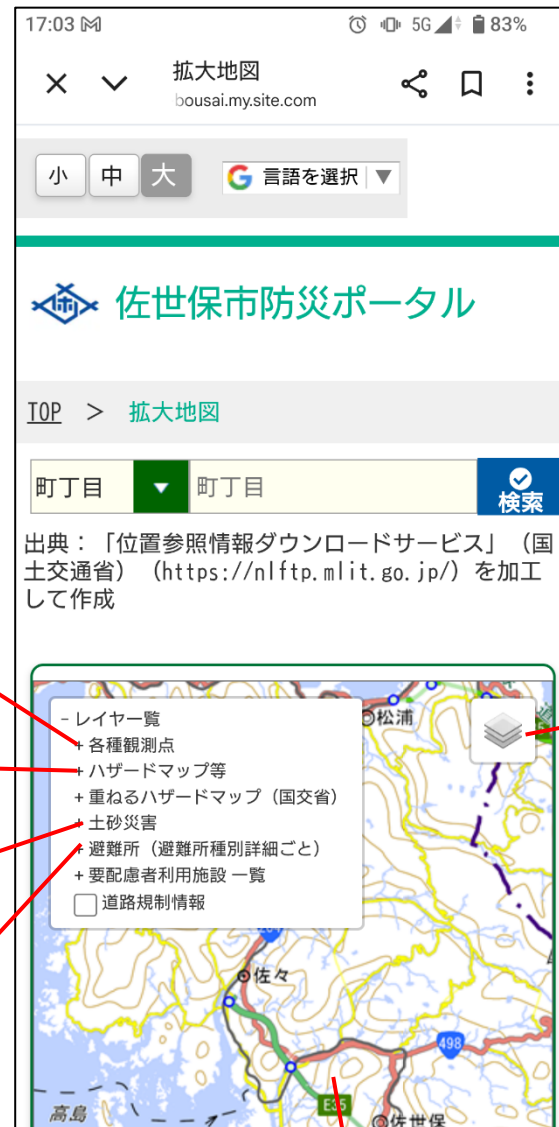 17:03 5G 83%
拡大地図
bousai.my.site.com
小 中 大 G 言語を選択 ▼
佐世保市防災ポータル
TOP > 拡大地図
町丁目 ▼ 町丁目 検索
出典：「位置参照情報ダウンロードサービス」（国
土交通省）（https://nlftp.mlit.go.jp/）を加工
して作成
- レイヤ一覧
+ 各種観測点
+ ハザードマップ等
+ 重ねるハザードマップ（国交省）
+ 土砂災害
+ 避難所（避難所種別詳細ごと）
+ 要配慮者利用施設 一覧
道路規制情報
松浦
佐々
498
E35
高島
佐世保